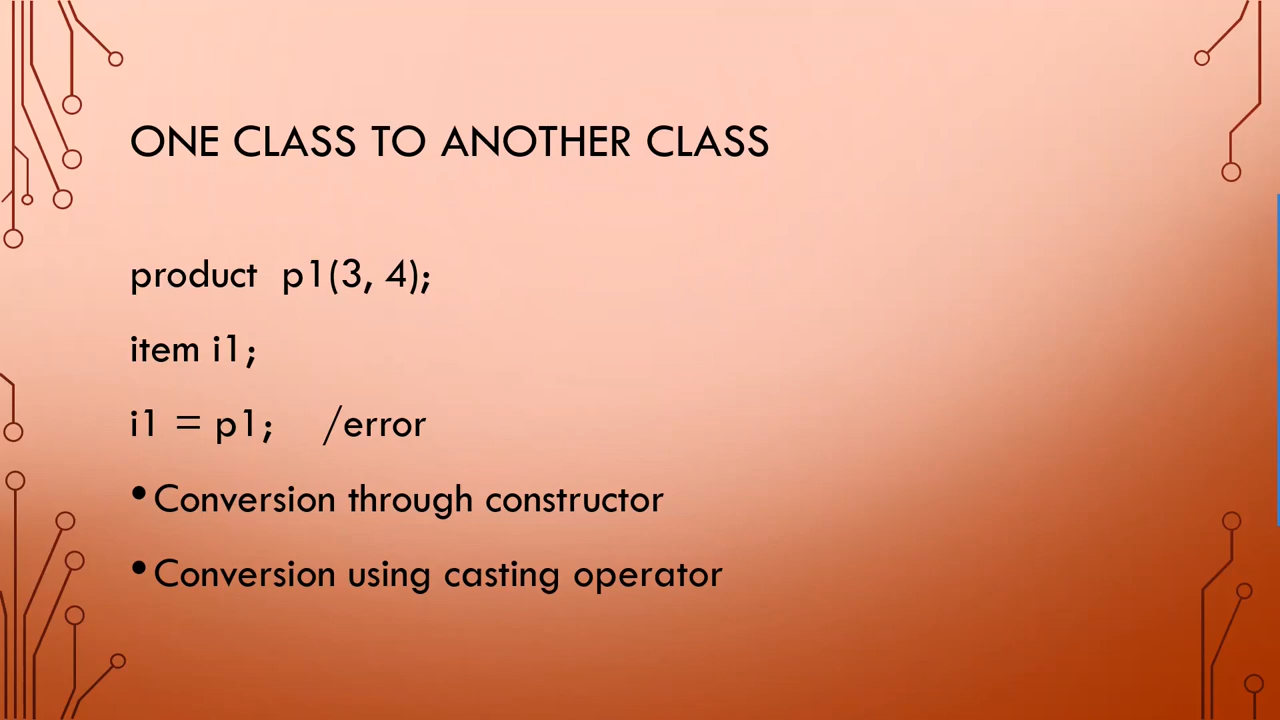 ONE CLASS TO ANOTHER CLASS
product  p1(3, 4);
item i1;
i1 = p1;    /error
• Conversion through constructor
• Conversion using casting operator